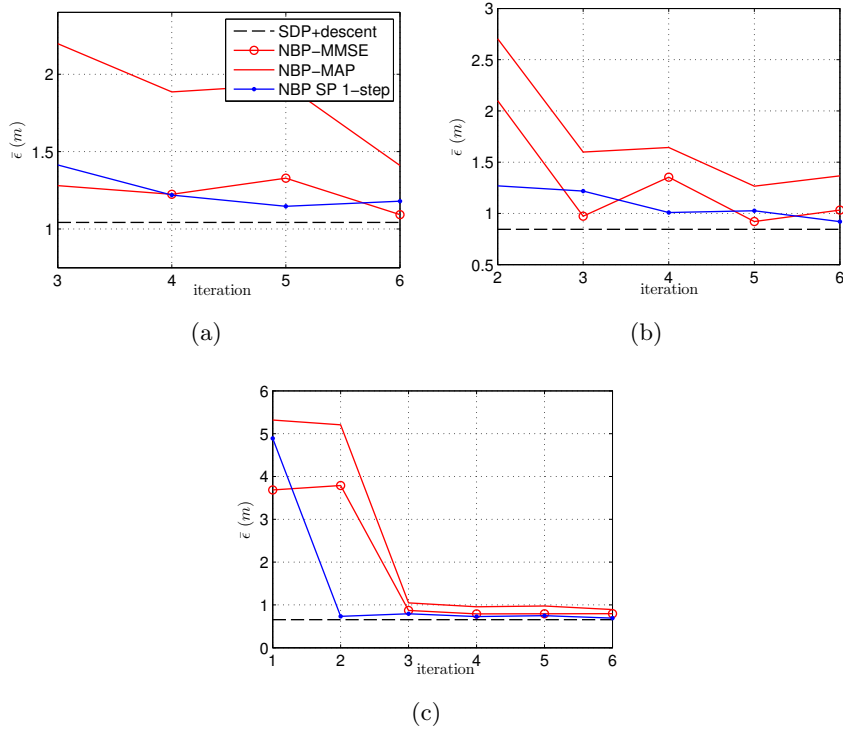 SDP+descent
NBP−MMSE
NBP−MAP
NBP SP 1−step
2
1.5
1
ε̄ (m)
3 4 5 6
iteration
(a)
3
2.5
2
1.5
1
0.5
ε̄ (m)
2 3 4 5 6
iteration
(b)
6
5
4
3
2
1
0
ε̄ (m)
1 2 3 4 5 6
iteration
(c)